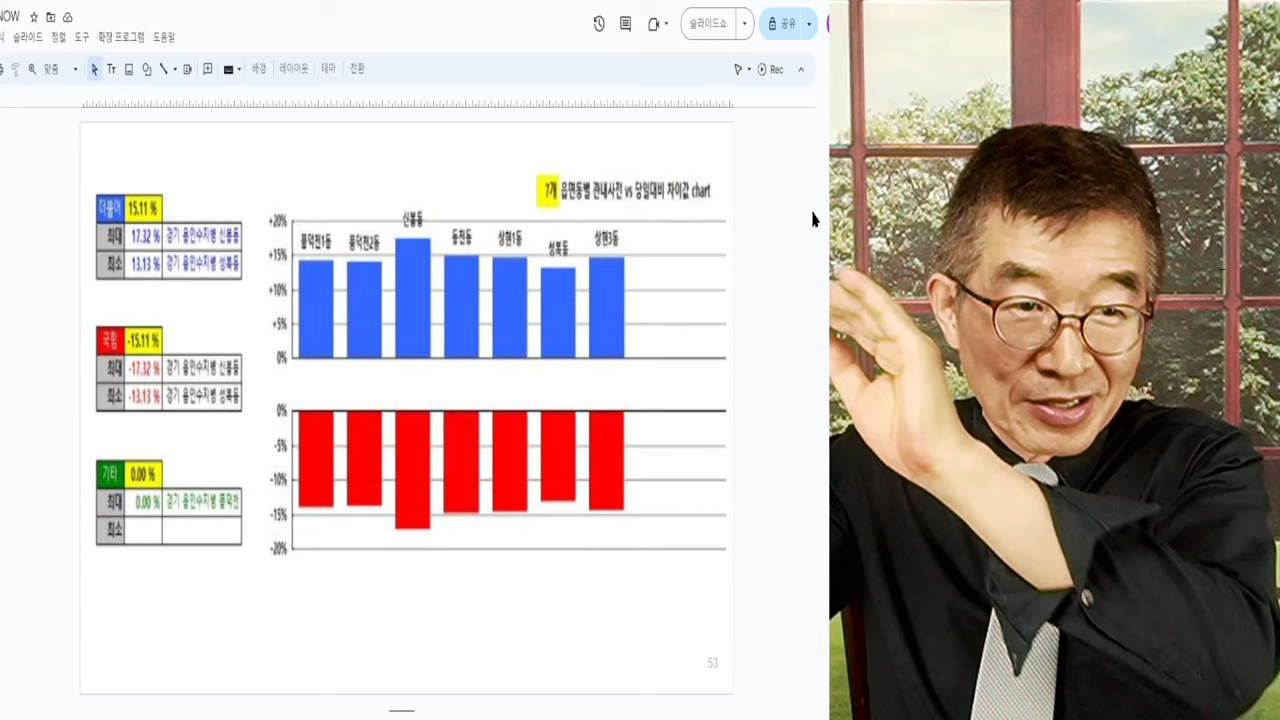 NOW
슬라이드쇼
공유
슬라이드 정렬 도구 확장 프로그램 도움말
맞춤
Tr
배경
레이아웃
테마
전환
Rec
7개 읍면동별 관내사전 vs 당일대비 차이값 chart
더불어 15.11 %
최대 17.32 % 경기 용인수지병 신봉동
최소 13.13 % 경기 용인수지병 성복동
국힘 -15.11 %
최대 -17.32 % 경기 용인수지병 신봉동
최소 -13.13 % 경기 용인수지병 성복동
기타 0.00 %
최대 0.00 % 경기 용인수지병 풍덕천
최소
+20%
+15%
+10%
+5%
0%
풍덕천1동
풍덕천2동
신봉동
동천동
상현1동
성복동
상현3동
0%
-5%
-10%
-15%
-20%
53